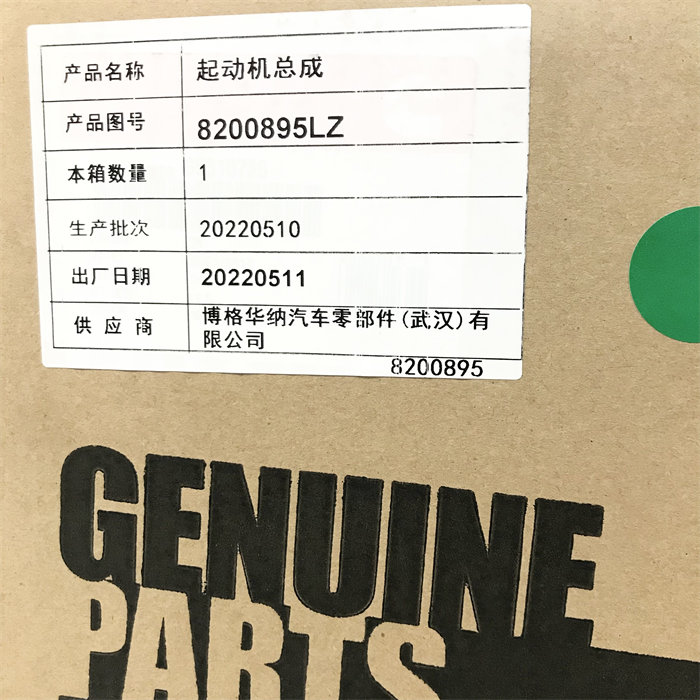 产品名称 起动机总成
产品图号 8200895LZ
本箱数量 1
生产批次 20220510
出厂日期 20220511
供应商 博格华纳汽车零部件(武汉)有
限公司
8200895
GENUINE
PARTS